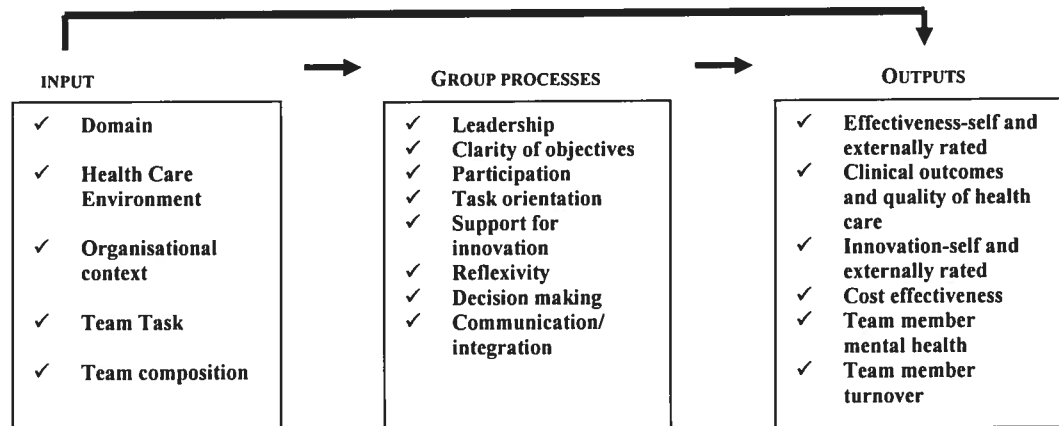 INPUT
✓ Domain
✓ Health Care
Environment
✓ Organisational
context
✓ Team Task
✓ Team composition
GROUP PROCESSES
✓ Leadership
✓ Clarity of objectives
✓ Participation
✓ Task orientation
✓ Support for
innovation
✓ Reflexivity
✓ Decision making
✓ Communication/
integration
OUTPUTS
✓ Effectiveness-self and
externally rated
✓ Clinical outcomes
and quality of health
care
✓ Innovation-self and
externally rated
✓ Cost effectiveness
✓ Team member
mental health
✓ Team member
turnover